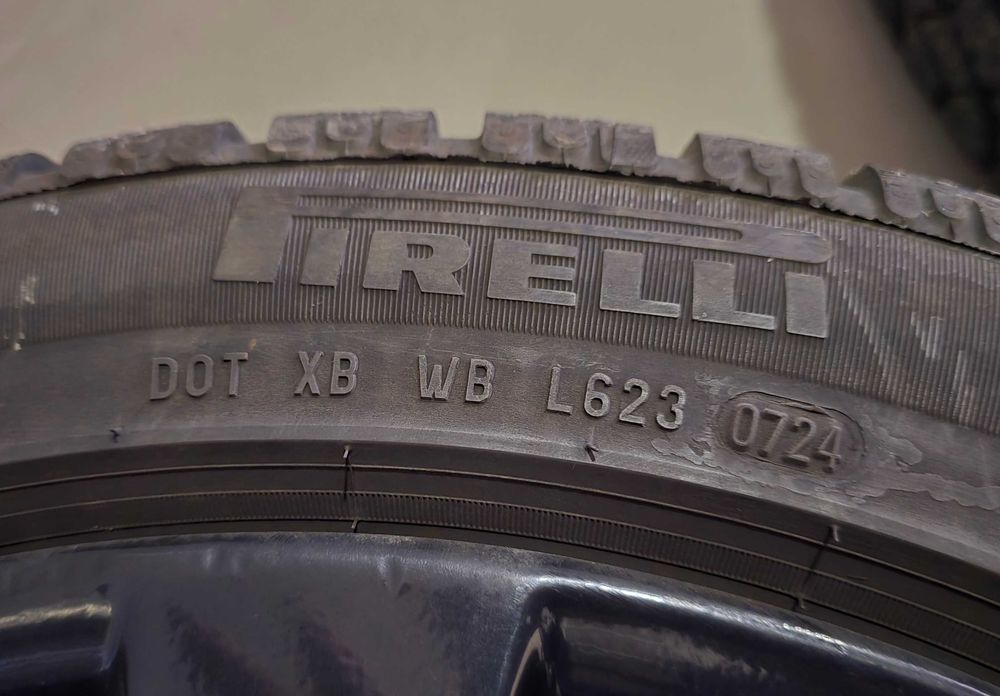 PIRELLI
DOT XB WB L623 0724